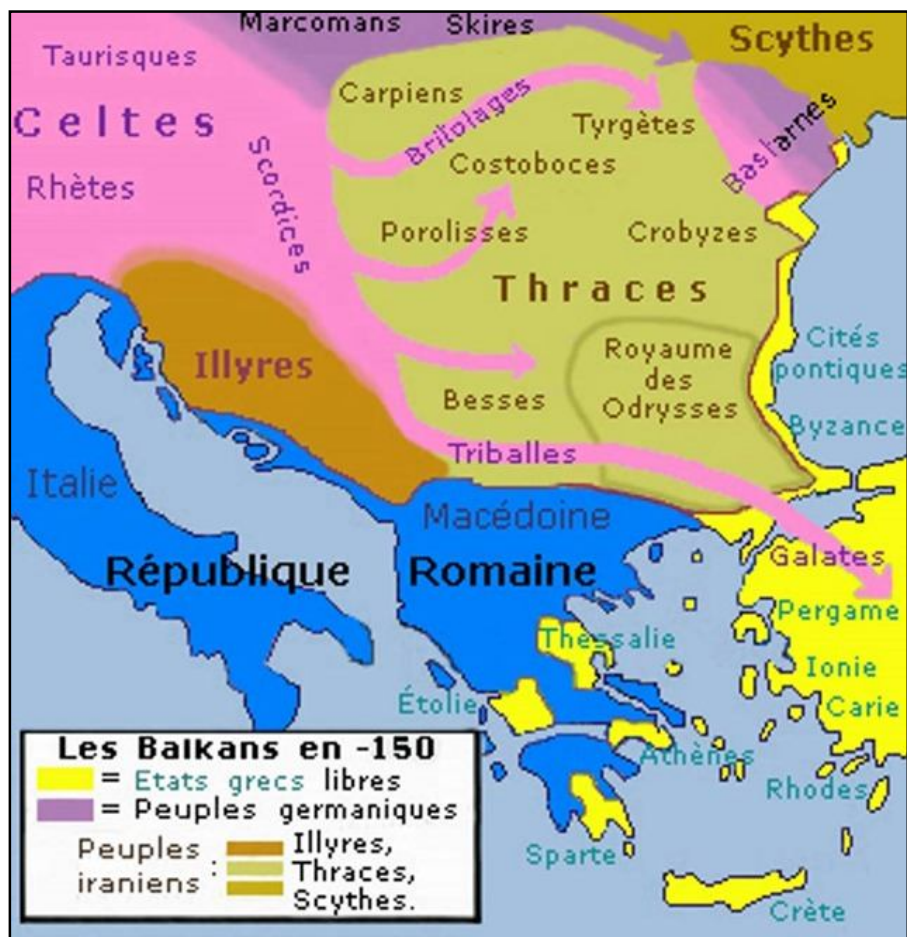 Marcomans
Skires
Scythes
Taurisques
Carpiens
Celtes
Britolages
Tyrgètes
Bastarnes
Costoboces
Rhètes
Scordices
Porolisses
Crobyzes
Thraces
Illyres
Royaume
des
Odrysses
Cités
pontiques
Besses
Byzance
Triballes
Italie
Macédoine
République Romaine
Galates
Pergame
Thessalie
Ionie
Étolie
Carie
Athènes
Rhodes
Sparte
Crète
Les Balkans en -150
= Etats grecs libres
= Peuples germaniques
Peuples
iraniens :
Illyres,
Thraces,
Scythes.